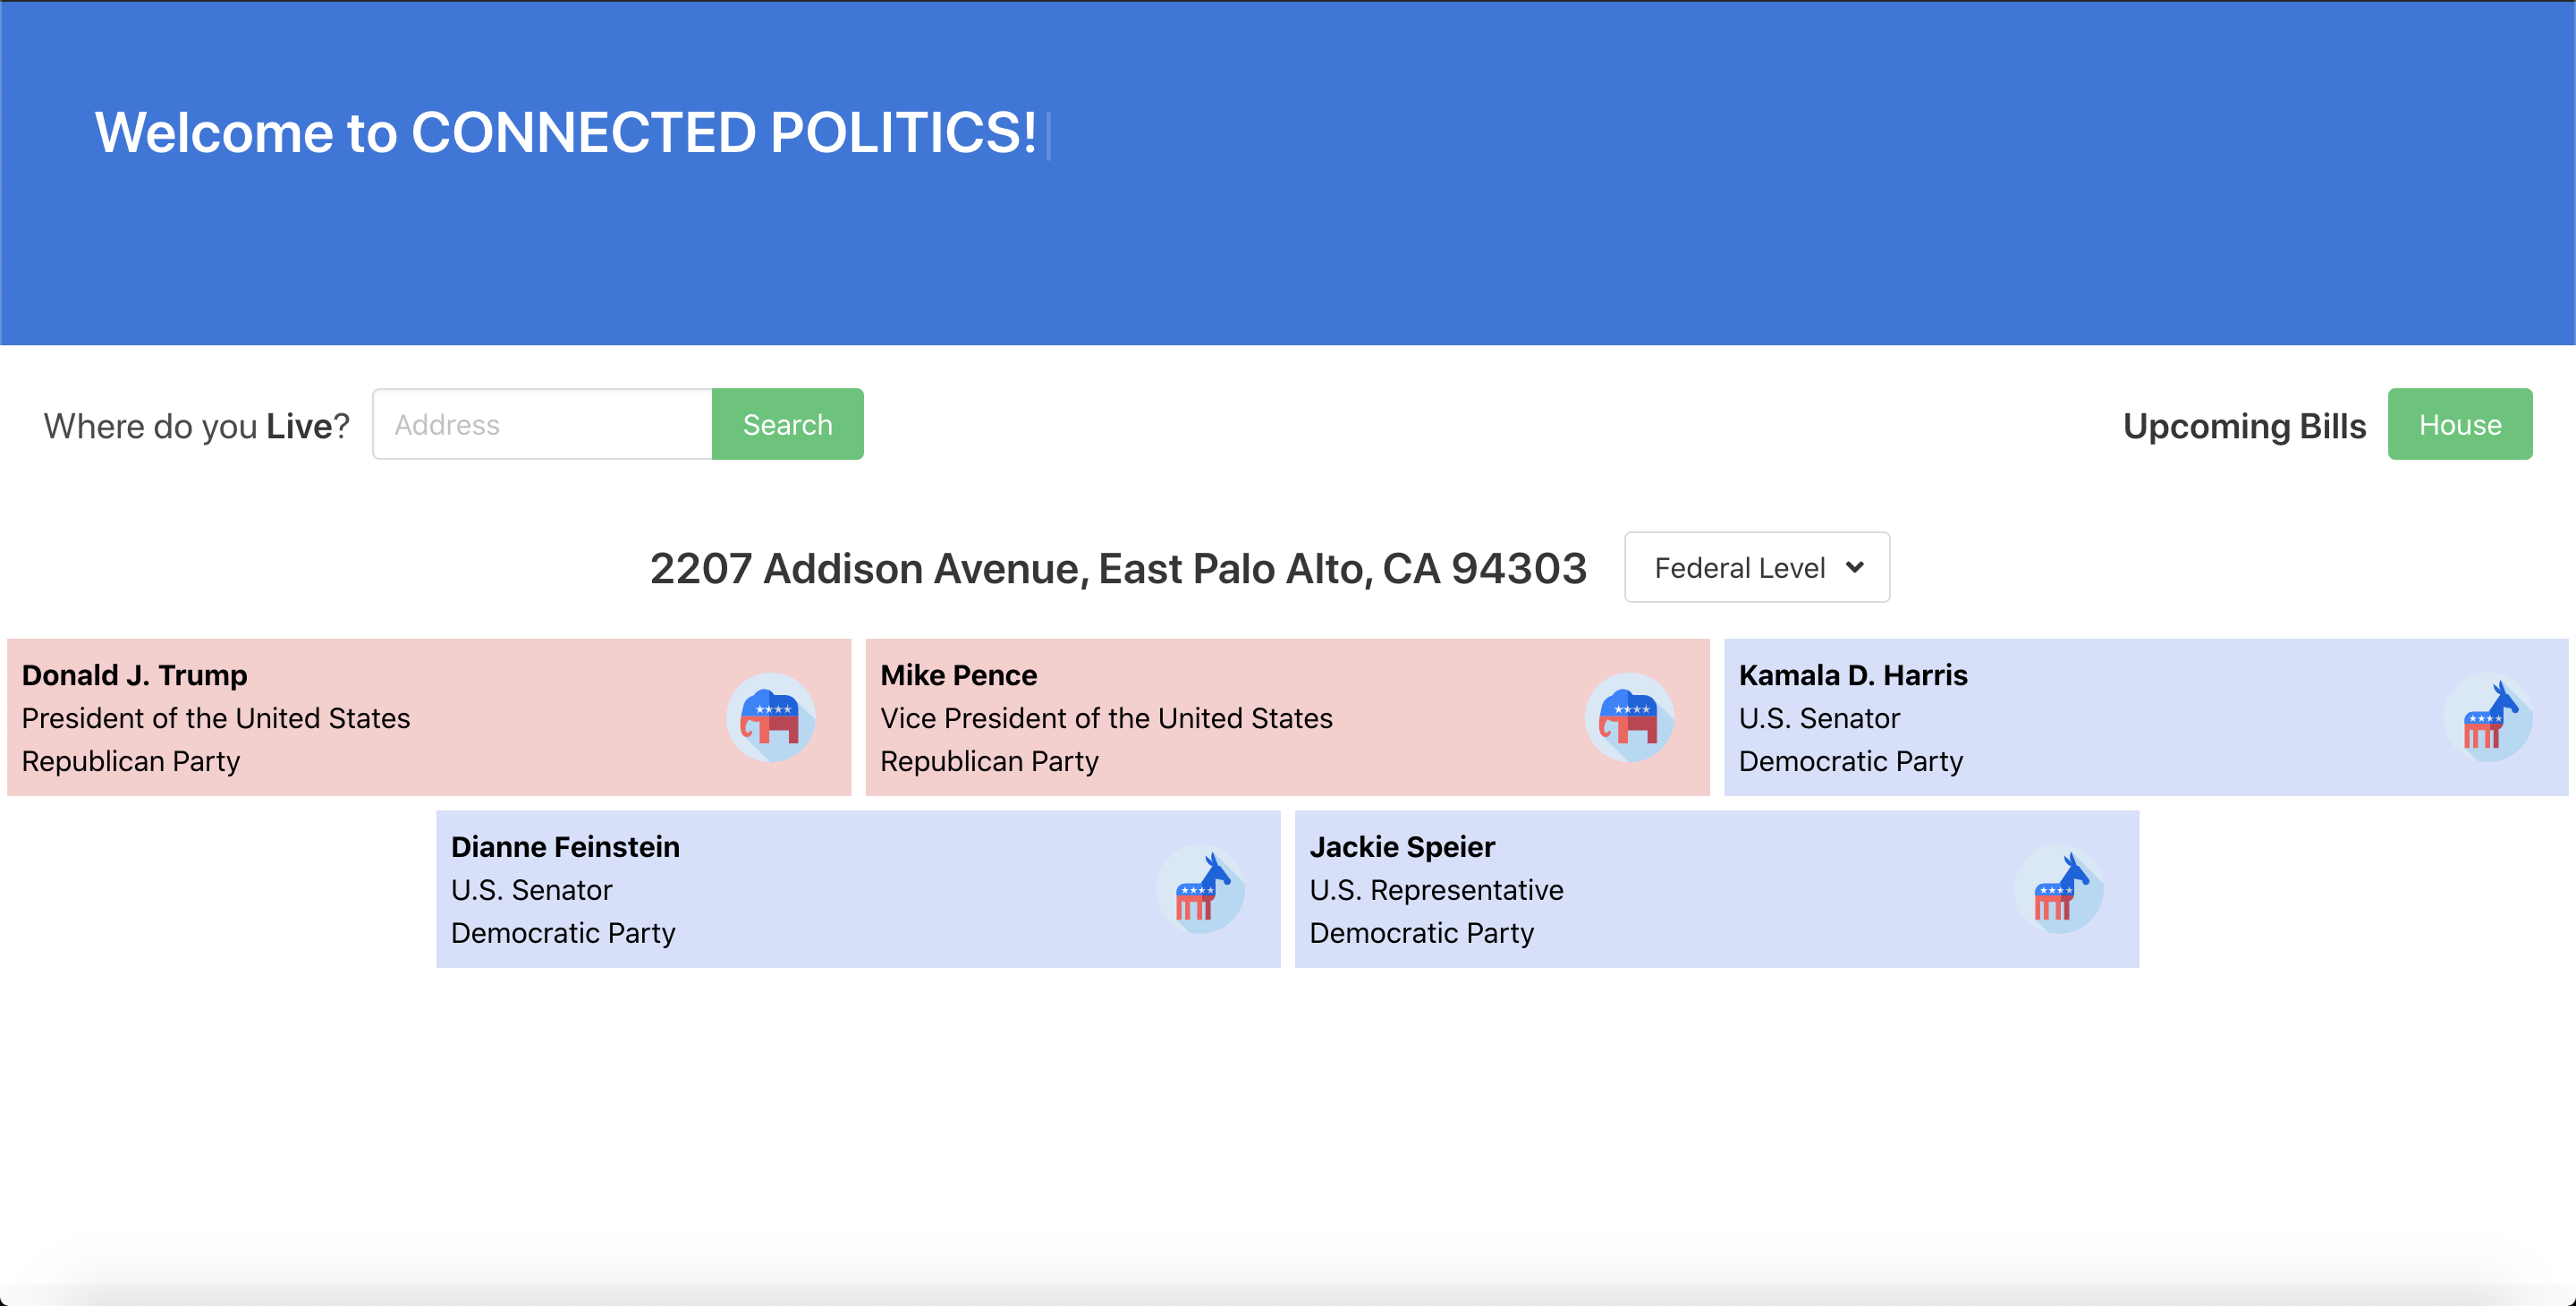 Welcome to CONNECTED POLITICS!
Where do you Live? Address Search Upcoming Bills House
2207 Addison Avenue, East Palo Alto, CA 94303 Federal Level
Donald J. Trump
President of the United States
Republican Party
Mike Pence
Vice President of the United States
Republican Party
Kamala D. Harris
U.S. Senator
Democratic Party
Dianne Feinstein
U.S. Senator
Democratic Party
Jackie Speier
U.S. Representative
Democratic Party